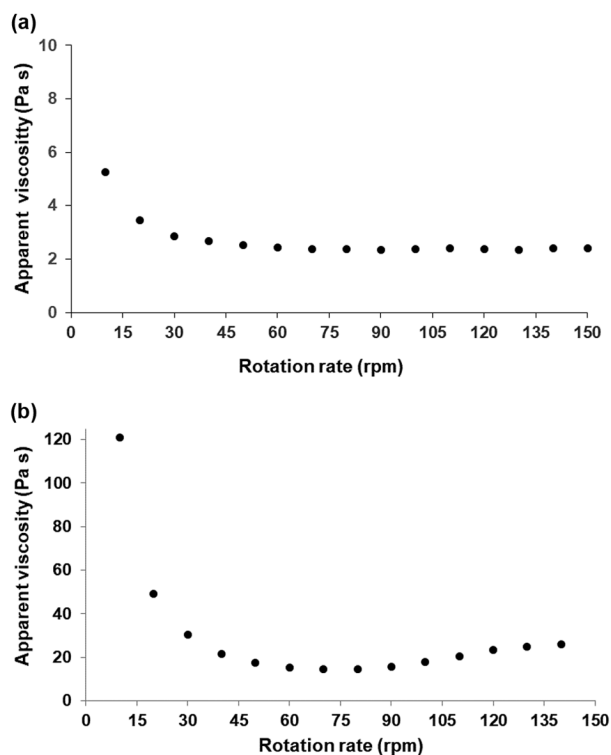 (a)
Apparent viscositty (Pa s)
10
8
6
4
2
0
0 15 30 45 60 75 90 105 120 135 150
Rotation rate (rpm)
(b)
Apparent viscosity (Pa s)
120
100
80
60
40
20
0
0 15 30 45 60 75 90 105 120 135 150
Rotation rate (rpm)